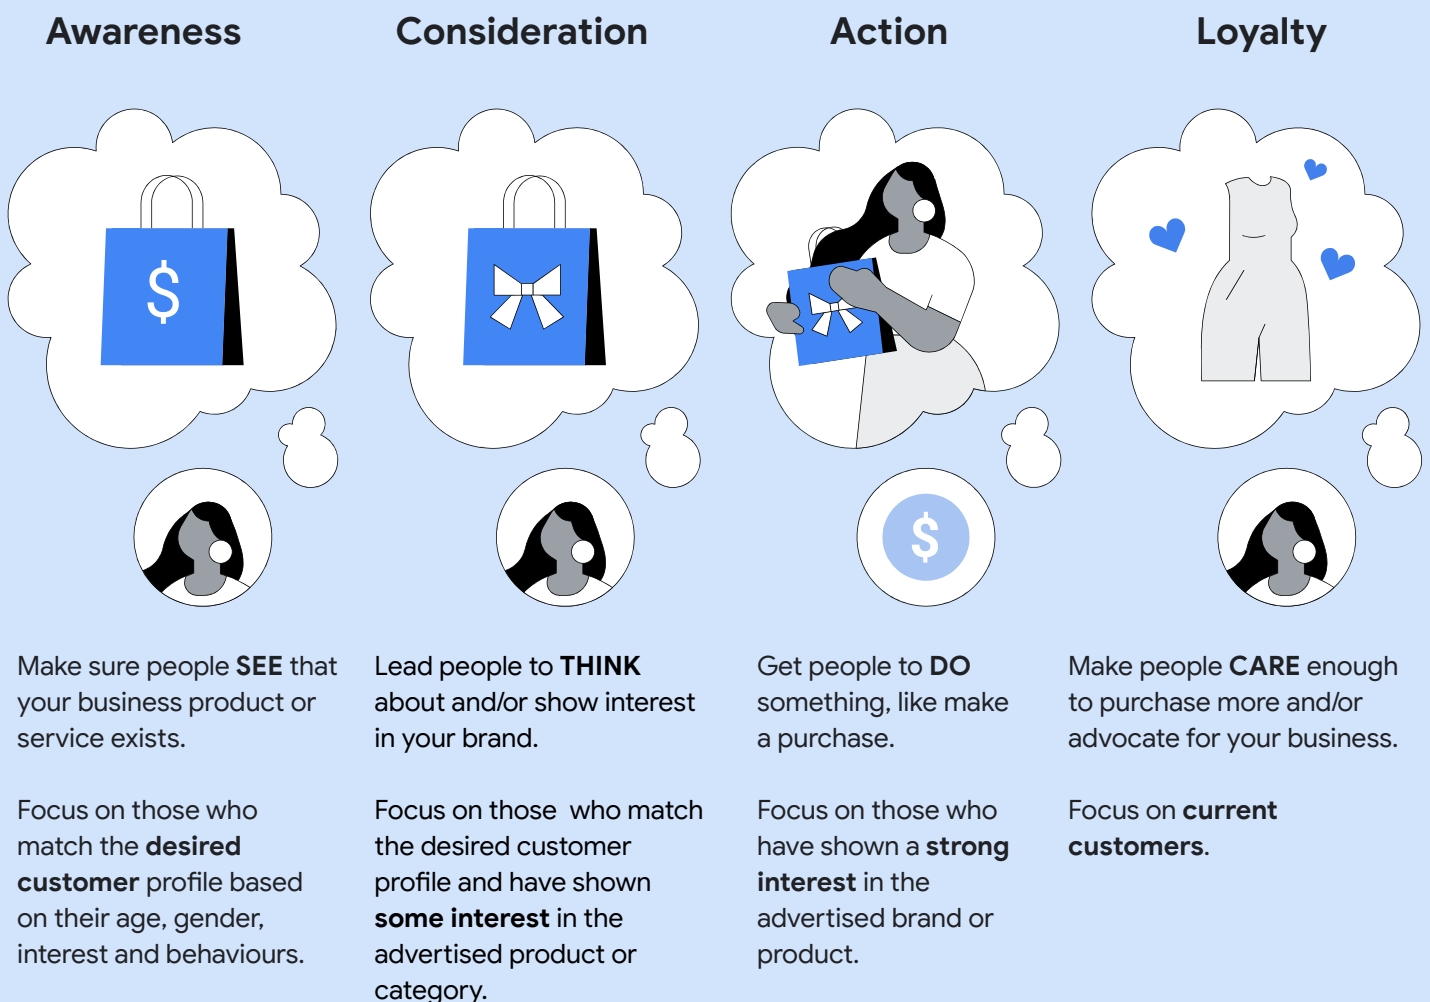 Awareness
Consideration
Action
Loyalty
$
$
Make sure people SEE that
your business product or
service exists.
Focus on those who
match the desired
customer profile based
on their age, gender,
interest and behaviours.
Lead people to THINK
about and/or show interest
in your brand.
Focus on those  who match
the desired customer
profile and have shown
some interest in the
advertised product or
category.
Get people to DO
something, like make
a purchase.
Focus on those who
have shown a strong
interest in the
advertised brand or
product.
Make people CARE enough
to purchase more and/or
advocate for your business.
Focus on current
customers.